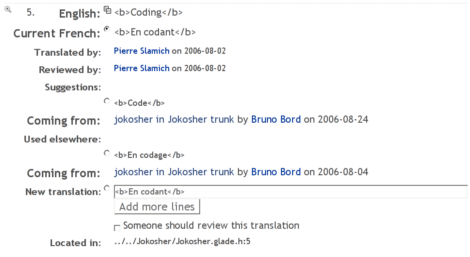 5. English: <b>Coding</b>
Current French: <b>En codant</b>
Translated by: Pierre Slamich on 2006-08-02
Reviewed by: Pierre Slamich on 2006-08-02
Suggestions:
<b>Code</b>
Coming from: jokosher in Jokosher trunk by Bruno Bord on 2006-08-24
Used elsewhere:
<b>En codage</b>
Coming from: jokosher in Jokosher trunk by Bruno Bord on 2006-08-04
New translation: <b>En codant</b>
Add more lines
Someone should review this translation
Located in: ../../Jokosher/Jokosher.glade.h:5